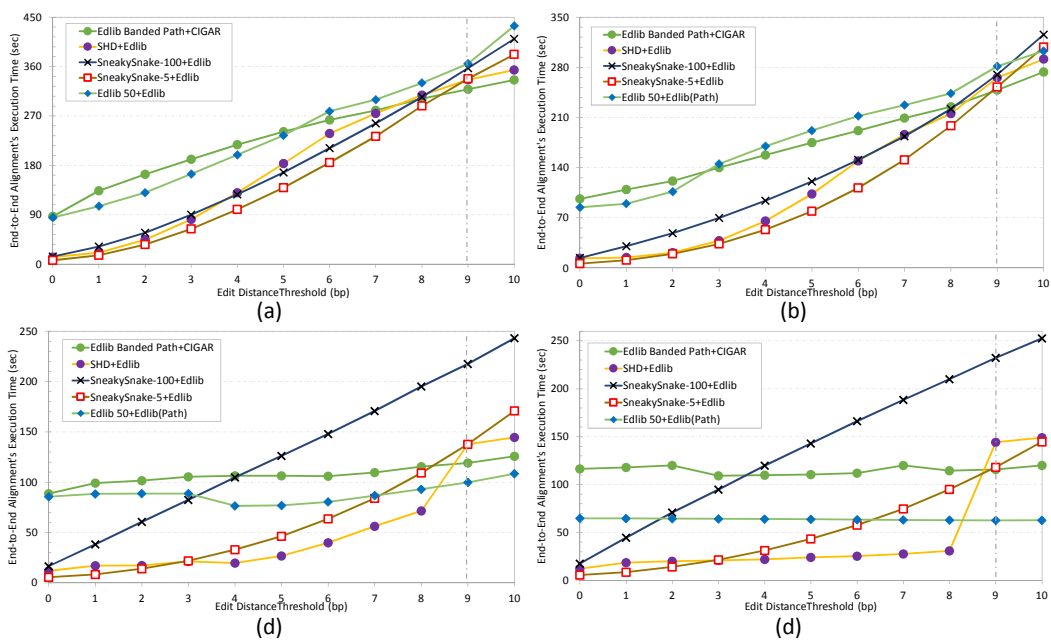 End-to-End Alignment's Execution Time (sec)
450
360
270
180
90
0
Edlib Banded Path+CIGAR
SHD+Edlib
SneakySnake-100+Edlib
SneakySnake-5+Edlib
Edlib 50+Edlib
0 1 2 3 4 5 6 7 8 9 10
Edit DistanceThreshold (bp)
(a)
End-to-End Alignment's Execution Time (sec)
350
280
210
140
70
0
Edlib Banded Path+CIGAR
SHD+Edlib
SneakySnake-100+Edlib
SneakySnake-5+Edlib
Edlib 50+Edlib(Path)
0 1 2 3 4 5 6 7 8 9 10
Edit DistanceThreshold (bp)
(b)
End-to-End Alignment's Execution Time (sec)
250
200
150
100
50
0
Edlib Banded Path+CIGAR
SHD+Edlib
SneakySnake-100+Edlib
SneakySnake-5+Edlib
Edlib 50+Edlib(Path)
0 1 2 3 4 5 6 7 8 9 10
Edit DistanceThreshold (bp)
(d)
End-to-End Alignment's Execution Time (sec)
250
200
150
100
50
0
Edlib Banded Path+CIGAR
SHD+Edlib
SneakySnake-100+Edlib
SneakySnake-5+Edlib
Edlib 50+Edlib(Path)
0 1 2 3 4 5 6 7 8 9 10
Edit DistanceThreshold (bp)
(d)